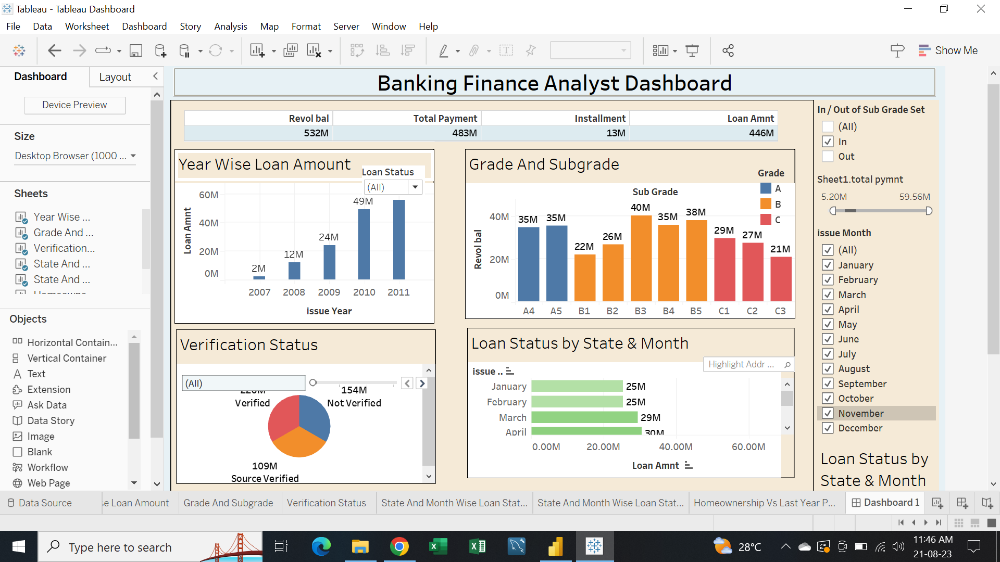 Tableau - Tableau Dashboard
File Data Worksheet Dashboard Story Analysis Map Format Server Window Help
Show Me
Dashboard Layout
Device Preview
Size
Desktop Browser (1000 ...
Sheets
Year Wise ...
Grade And ...
Verification...
State And ...
State And ...
Objects
Horizontal Contain...
Vertical Container
Text
Extension
Ask Data
Data Story
Image
Blank
Workflow
Web Page
Banking Finance Analyst Dashboard
Revol bal Total Payment Installment Loan Amnt
532M 483M 13M 446M
Year Wise Loan Amount
Loan Status
(All)
Loan Amnt
60M
40M
20M
0M
2M 12M 24M 49M
2007 2008 2009 2010 2011
issue Year
Grade And Subgrade
Grade
A
B
C
Sub Grade
Revol bal
40M
20M
0M
35M 35M 22M 26M 40M 35M 38M 29M 27M 21M
A4 A5 B1 B2 B3 B4 B5 C1 C2 C3
Verification Status
(All)
Verified
154M
Not Verified
109M
Source Verified
Loan Status by State & Month
Highlight Addr ...
issue ..
January 25M
February 25M
March 29M
April 30M
0.00M 20.00M 40.00M 60.00M
Loan Amnt
In / Out of Sub Grade Set
(All)
In
Out
Sheet1.total pymnt
5.20M 59.56M
issue Month
(All)
January
February
March
April
May
June
July
August
September
October
November
December
Loan Status by
State & Month
Data Source se Loan Amount Grade And Subgrade Verification Status State And Month Wise Loan Stat... State And Month Wise Loan Stat... Homeownership Vs Last Year P... Dashboard 1
Type here to search
28°C
11:46 AM
21-08-23